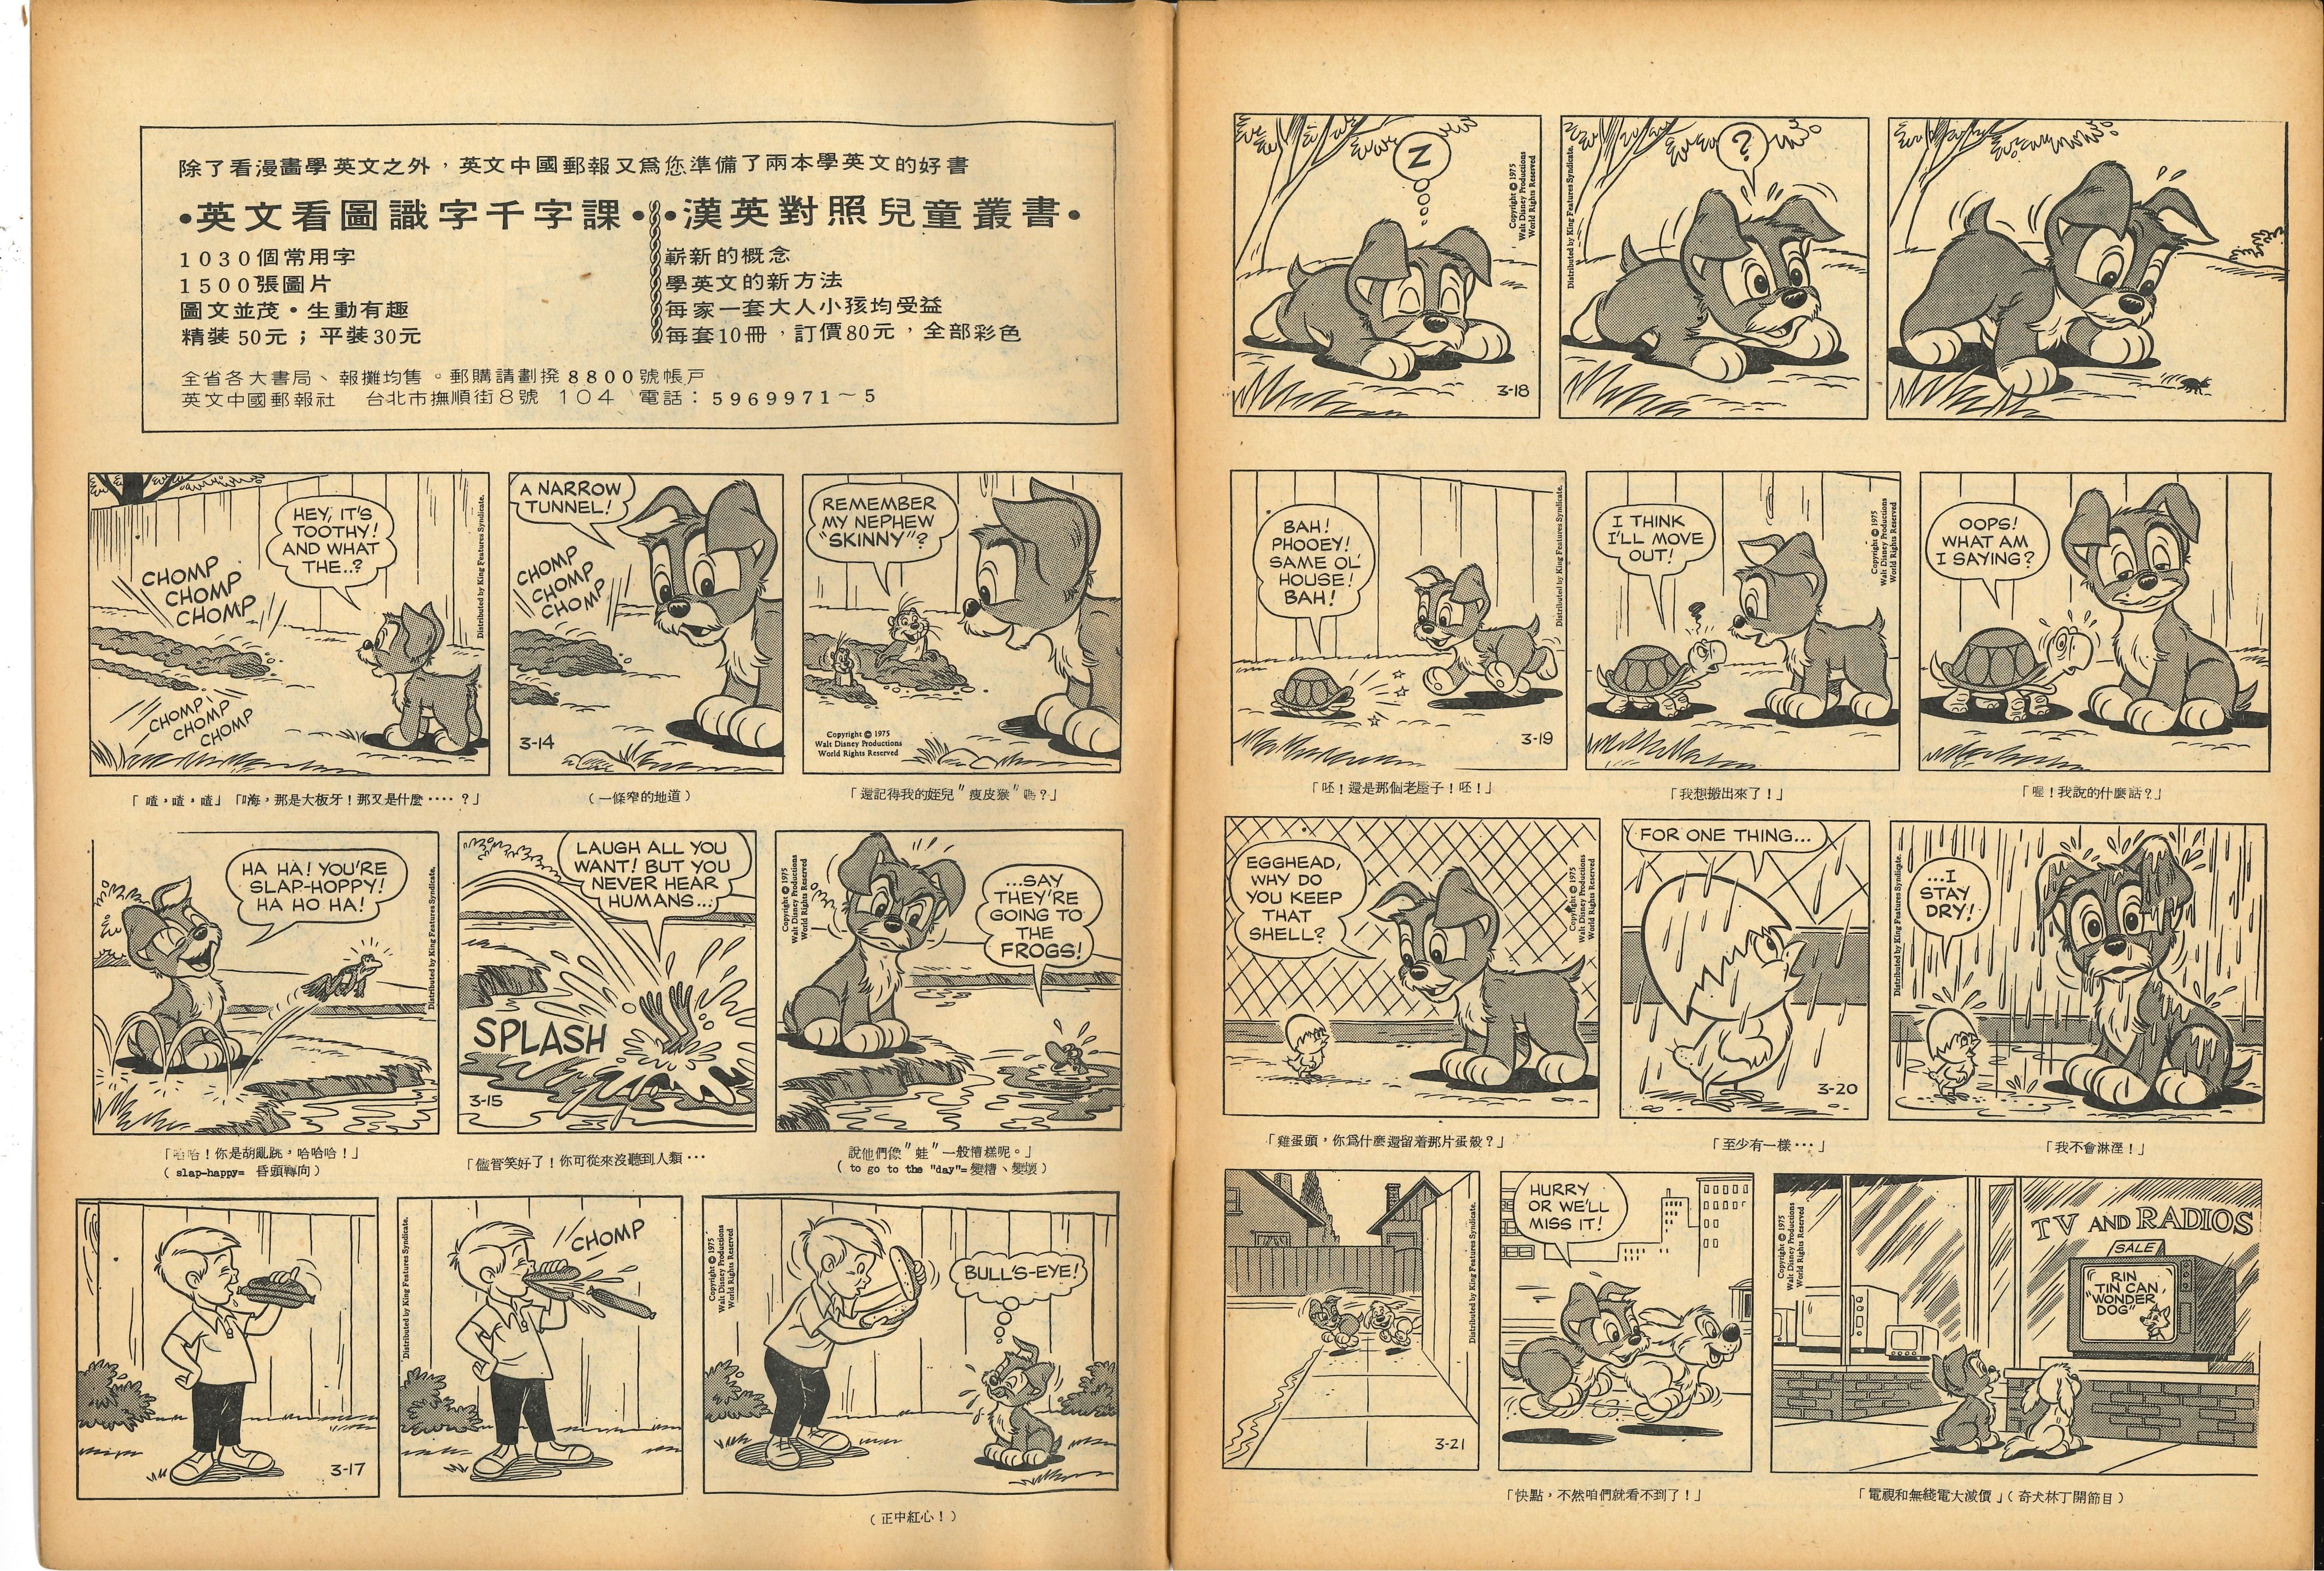 除了看漫畫學英文之外，英文中國郵報又爲您準備了兩本學英文的好書
•英文看圖識字千字課•
1030個常用字
1500張圖片
圖文並茂•生動有趣
精裝50元；平裝30元
•漢英對照兒童叢書•
嶄新的概念
學英文的新方法
每家一套大人小孩均受益
每套10冊，訂價80元，全部彩色
全省各大書局、報攤均售。郵購請劃撥8800號帳戶
英文中國郵報社 台北市撫順街8號 104 電話：5969971～5
CHOMP
CHOMP
CHOMP
HEY, IT'S
TOOTHY!
AND WHAT
THE..?
CHOMP
CHOMP
CHOMP
Distributed by King Features Syndicate.
A NARROW
TUNNEL!
CHOMP
CHOMP
CHOMP
3-14
REMEMBER
MY NEPHEW
"SKINNY"?
Copyright © 1975
Walt Disney Productions
World Rights Reserved
「喳，喳，喳」「嗨，那是大板牙！那又是什麼‥‥？」
（一條窄的地道）
「還記得我的姪兒"瘦皮猴"嗎？」
HA HA! YOU'RE
SLAP-HOPPY!
HA HO HA!
Distributed by King Features Syndicate.
LAUGH ALL YOU
WANT! BUT YOU
NEVER HEAR
HUMANS...
SPLASH
3-15
Copyright © 1975
Walt Disney Productions
World Rights Reserved
...SAY
THEY'RE
GOING TO
THE
FROGS!
「哈哈！你是胡亂跳，哈哈哈！」
（slap-happy= 昏頭轉向）
「儘管笑好了！你可從來沒聽到人類‥‥
說他們像"蛙"一般糟樣呢。」
（to go to the "day"=變糟、變壞）
3-17
Distributed by King Features Syndicate.
CHOMP
Copyright © 1975
Walt Disney Productions
World Rights Reserved
BULL'S-EYE!
（正中紅心！）
Z
Copyright © 1975
Walt Disney Productions
World Rights Reserved
3-18
Distributed by King Features Syndicate.
?
BAH!
PHOOEY!
SAME OL'
HOUSE!
BAH!
Distributed by King Features Syndicate.
3-19
I THINK
I'LL MOVE
OUT!
Copyright © 1975
Walt Disney Productions
World Rights Reserved
OOPS!
WHAT AM
I SAYING?
「呸！還是那個老屋子！呸！」
「我想搬出來了！」
「喔！我說的什麼話？」
EGGHEAD,
WHY DO
YOU KEEP
THAT
SHELL?
Copyright © 1975
Walt Disney Productions
World Rights Reserved
FOR ONE THING...
3-20
Distributed by King Features Syndicate.
...I
STAY
DRY!
「雞蛋頭，你爲什麼還留着那片蛋殼？」
「至少有一樣‥‥」
「我不會淋溼！」
3-21
Distributed by King Features Syndicate.
HURRY
OR WE'LL
MISS IT!
Copyright © 1975
Walt Disney Productions
World Rights Reserved
TV AND RADIOS
SALE
RIN
TIN CAN,
"WONDER
DOG"
「快點，不然咱們就看不到了！」
「電視和無綫電大減價」（奇犬林丁開節目）